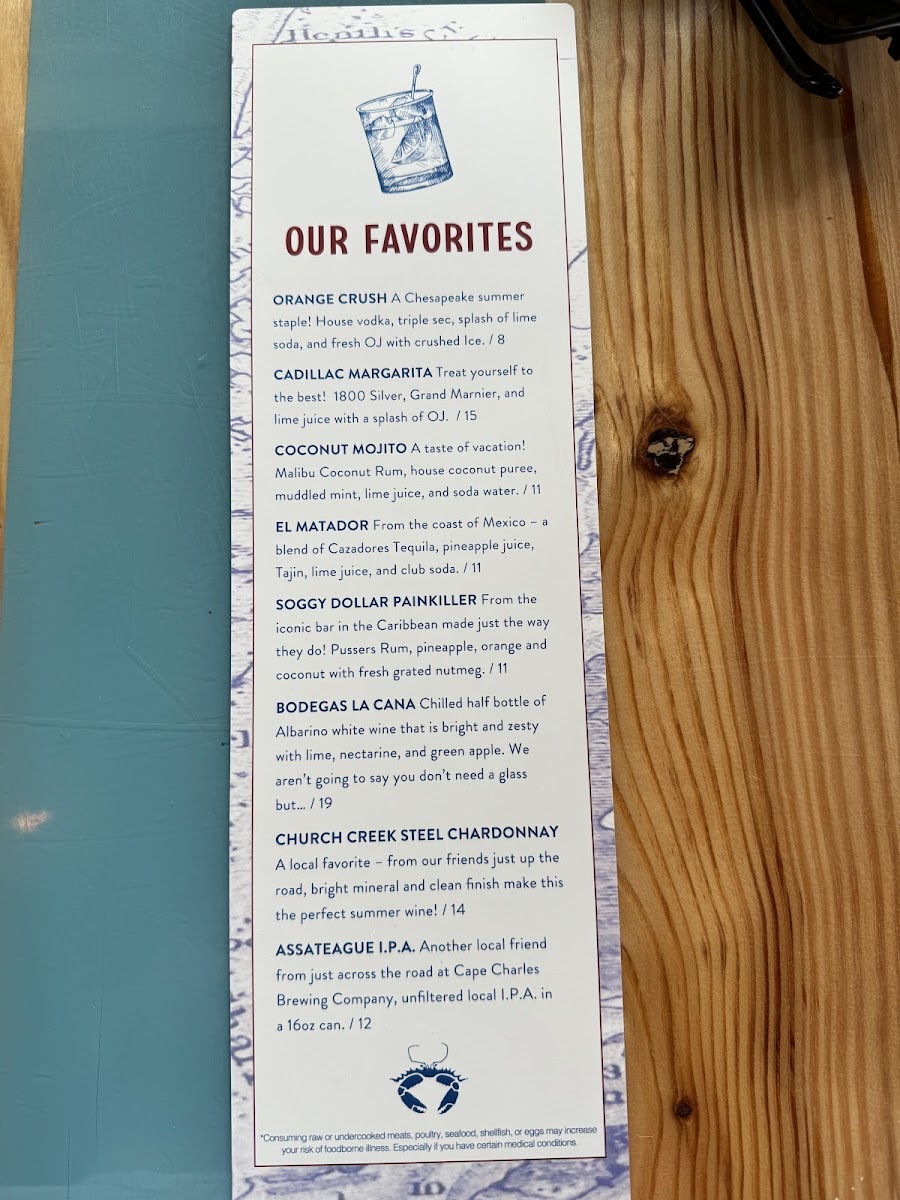 OUR FAVORITES
ORANGE CRUSH A Chesapeake summer
staple! House vodka, triple sec, splash of lime
soda, and fresh OJ with crushed Ice. / 8
CADILLAC MARGARITA Treat yourself to
the best! 1800 Silver, Grand Marnier, and
lime juice with a splash of OJ. / 15
COCONUT MOJITO A taste of vacation!
Malibu Coconut Rum, house coconut puree,
muddled mint, lime juice, and soda water. / 11
EL MATADOR From the coast of Mexico – a
blend of Cazadores Tequila, pineapple juice,
Tajin, lime juice, and club soda. / 11
SOGGY DOLLAR PAINKILLER From the
iconic bar in the Caribbean made just the way
they do! Pussers Rum, pineapple, orange and
coconut with fresh grated nutmeg. / 11
BODEGAS LA CANA Chilled half bottle of
Albarino white wine that is bright and zesty
with lime, nectarine, and green apple. We
aren't going to say you don't need a glass
but... / 19
CHURCH CREEK STEEL CHARDONNAY
A local favorite – from our friends just up the
road, bright mineral and clean finish make this
the perfect summer wine! / 14
ASSATEAGUE I.P.A. Another local friend
from just across the road at Cape Charles
Brewing Company, unfiltered local I.P.A. in
a 16oz can. / 12
*Consuming raw or undercooked meats, poultry, seafood, shellfish, or eggs may increase
your risk of foodborne illness. Especially if you have certain medical conditions.
10